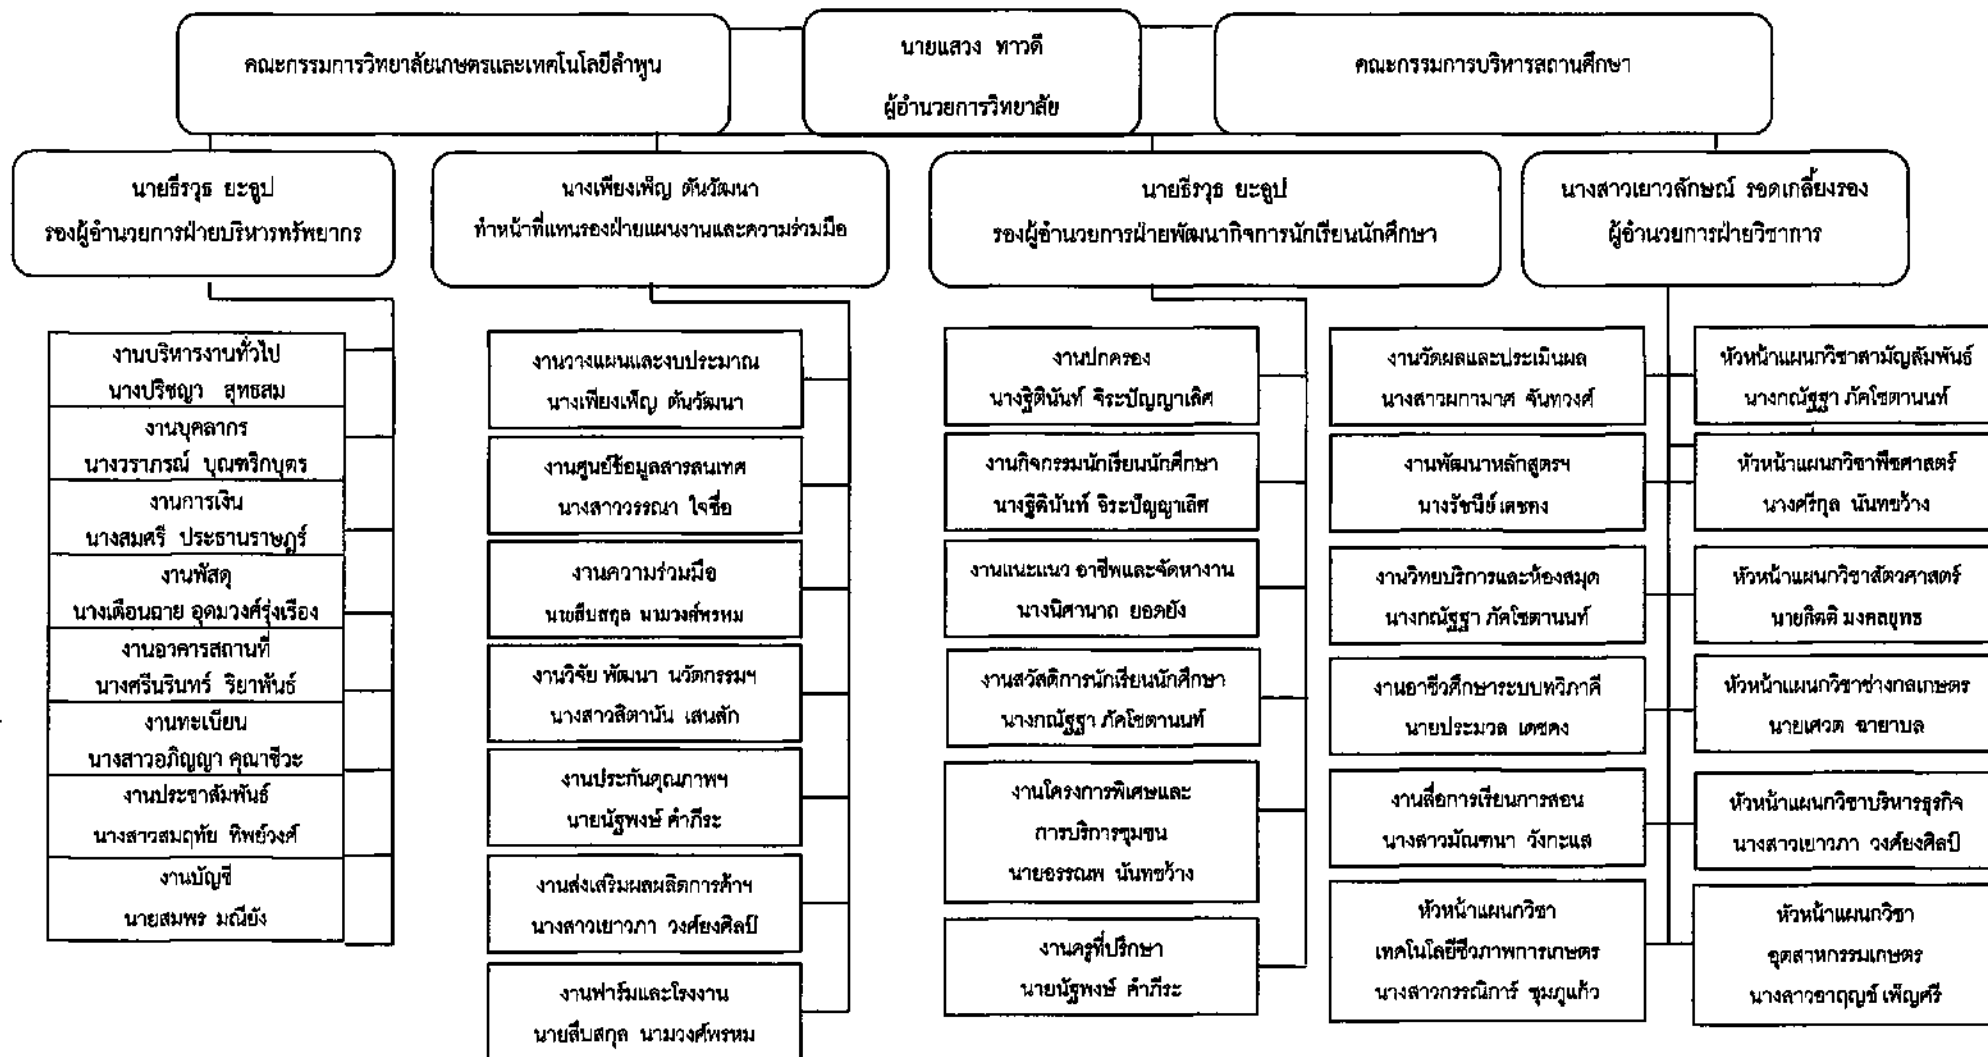 คณะกรรมการวิทยาลัยเกษตรและเทคโนโลยีลำพูน
นายแสวง ทาวดี
ผู้อำนวยการวิทยาลัย
คณะกรรมการบริหารสถานศึกษา
นายธีรวุธ ยะอูป
รองผู้อำนวยการฝ่ายบริหารทรัพยากร
นางเพียงเพ็ญ ตันวัฒนา
ทำหน้าที่แทนรองฝ่ายแผนงานและความร่วมมือ
นายธีรวุธ ยะอูป
รองผู้อำนวยการฝ่ายพัฒนากิจการนักเรียนนักศึกษา
นางสาวเยาวลักษณ์ รอดเกลี้ยงรอง
ผู้อำนวยการฝ่ายวิชาการ
งานบริหารงานทั่วไป
นางปริชญา สุทธสม
งานบุคลากร
นางวราภรณ์ บุณฑริกบุตร
งานการเงิน
นางสมศรี ประธานราษฎร์
งานพัสดุ
นางเดือนฉาย อุดมวงศ์รุ่งเรือง
งานอาคารสถานที่
นางศรีนรินทร์ ริยาพันธ์
งานทะเบียน
นางสาวอภิญญา คุณาชีวะ
งานประชาสัมพันธ์
นางสาวสมฤทัย ทิพย์วงศ์
งานบัญชี
นายสมพร มณียัง
งานวางแผนและงบประมาณ
นางเพียงเพ็ญ ตันวัฒนา
งานศูนย์ข้อมูลสารสนเทศ
นางสาววรรณา ใจซื่อ
งานความร่วมมือ
นายสืบสกุล นามวงศ์พรหม
งานวิจัย พัฒนา นวัตกรรมฯ
นางสาวสิตานัน เสนสัก
งานประกันคุณภาพฯ
นายนัฐพงษ์ คำภีระ
งานส่งเสริมผลผลิตการค้าฯ
นางสาวเยาวภา วงศ์ยงศิลป์
งานฟาร์มและโรงงาน
นายสืบสกุล นามวงศ์พรหม
งานปกครอง
นางฐิตินันท์ จิระปัญญาเลิศ
งานกิจกรรมนักเรียนนักศึกษา
นางฐิตินันท์ จิระปัญญาเลิศ
งานแนะแนว อาชีพและจัดหางาน
นางนิศานาถ ยอดยัง
งานสวัสดิการนักเรียนนักศึกษา
นางกณัฐฐา ภัคโชตานนท์
งานโครงการพิเศษและ
การบริการชุมชน
นายอรรณพ นันทขว้าง
งานครูที่ปรึกษา
นายนัฐพงษ์ คำภีระ
งานวัดผลและประเมินผล
นางสาวผกามาศ จันทวงศ์
งานพัฒนาหลักสูตรฯ
นางรัชนีย์ เดชคง
งานวิทยบริการและห้องสมุด
นางกณัฐฐา ภัคโชตานนท์
งานอาชีวศึกษาระบบทวิภาคี
นายประมวล เดชคง
งานสื่อการเรียนการสอน
นางสาวมัณฑนา วังกะแส
หัวหน้าแผนกวิชา
เทคโนโลยีชีวภาพการเกษตร
นางสาวกรรณิการ์ ชุมภูแก้ว
หัวหน้าแผนกวิชาสามัญสัมพันธ์
นางกณัฐฐา ภัคโชตานนท์
หัวหน้าแผนกวิชาพืชศาสตร์
นางศรีกุล นันทขว้าง
หัวหน้าแผนกวิชาสัตวศาสตร์
นายกิตติ มงคลยุทธ
หัวหน้าแผนกวิชาช่างกลเกษตร
นายเศวต ฉายาบล
หัวหน้าแผนกวิชาบริหารธุรกิจ
นางสาวเยาวภา วงศ์ยงศิลป์
หัวหน้าแผนกวิชา
อุตสาหกรรมเกษตร
นางสาวชาฤญช์ เพ็ญศรี